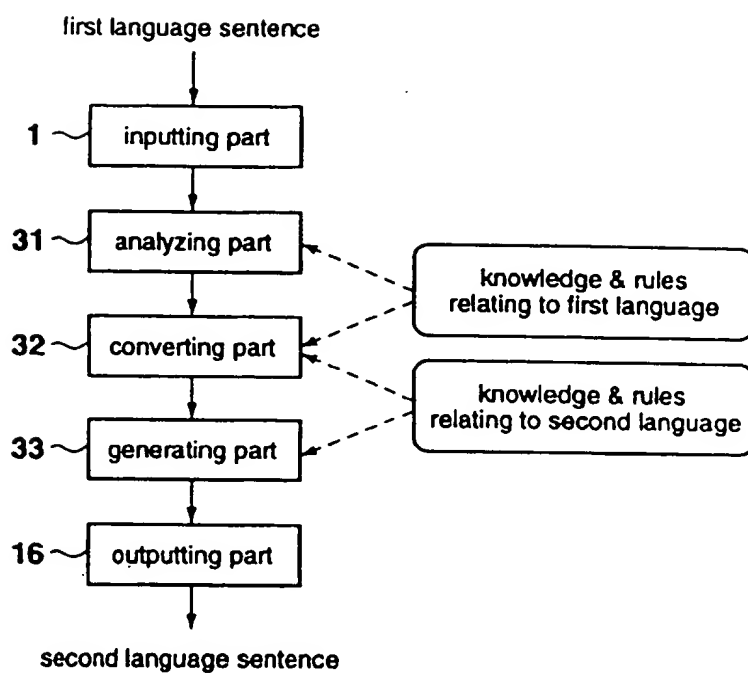 first language sentence
1
inputting part
31
analyzing part
knowledge & rules
relating to first language
32
converting part
knowledge & rules
relating to second language
33
generating part
16
outputting part
second language sentence